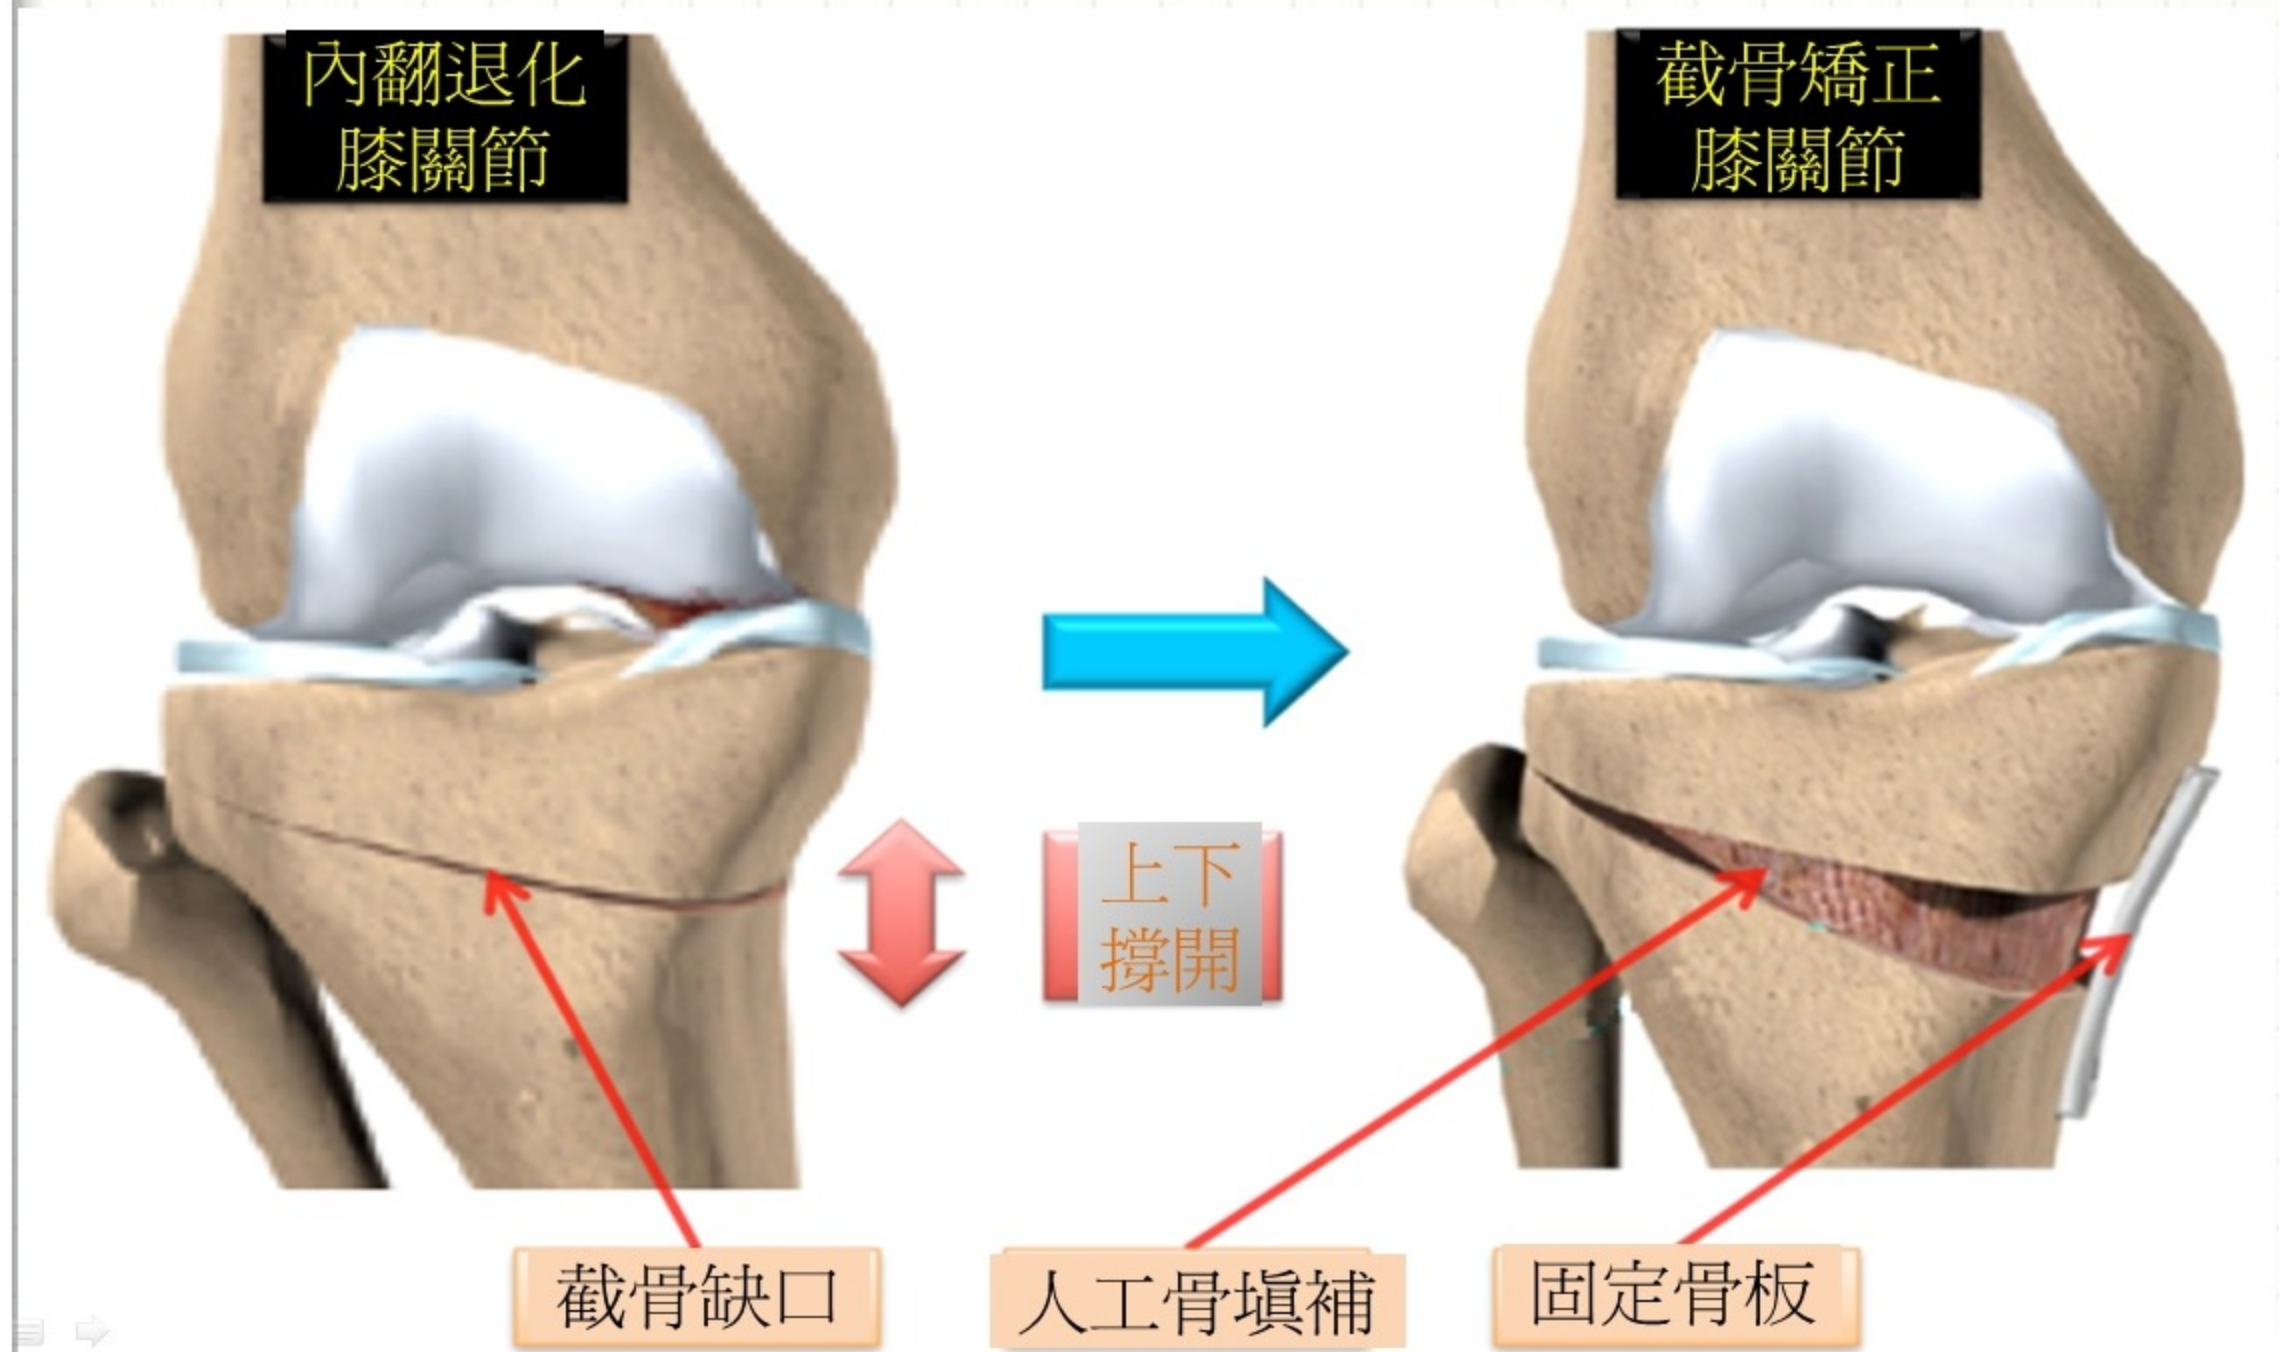 內翻退化
膝關節
截骨矯正
膝關節
上下
撐開
截骨缺口
人工骨填補
固定骨板